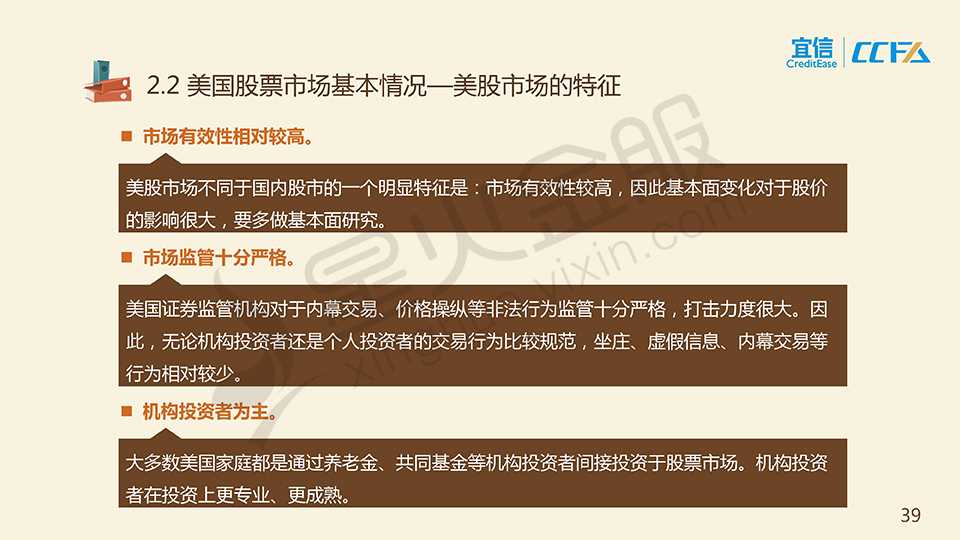 宜信
CreditEase
CCFA
2.2 美国股票市场基本情况—美股市场的特征
市场有效性相对较高。
美股市场不同于国内股市的一个明显特征是：市场有效性较高，因此基本面变化对于股价
的影响很大，要多做基本面研究。
市场监管十分严格。
美国证券监管机构对于内幕交易、价格操纵等非法行为监管十分严格，打击力度很大。因
此，无论机构投资者还是个人投资者的交易行为比较规范，坐庄、虚假信息、内幕交易等
行为相对较少。
机构投资者为主。
大多数美国家庭都是通过养老金、共同基金等机构投资者间接投资于股票市场。机构投资
者在投资上更专业、更成熟。
星火金服
xinghuo.yixin.com
39